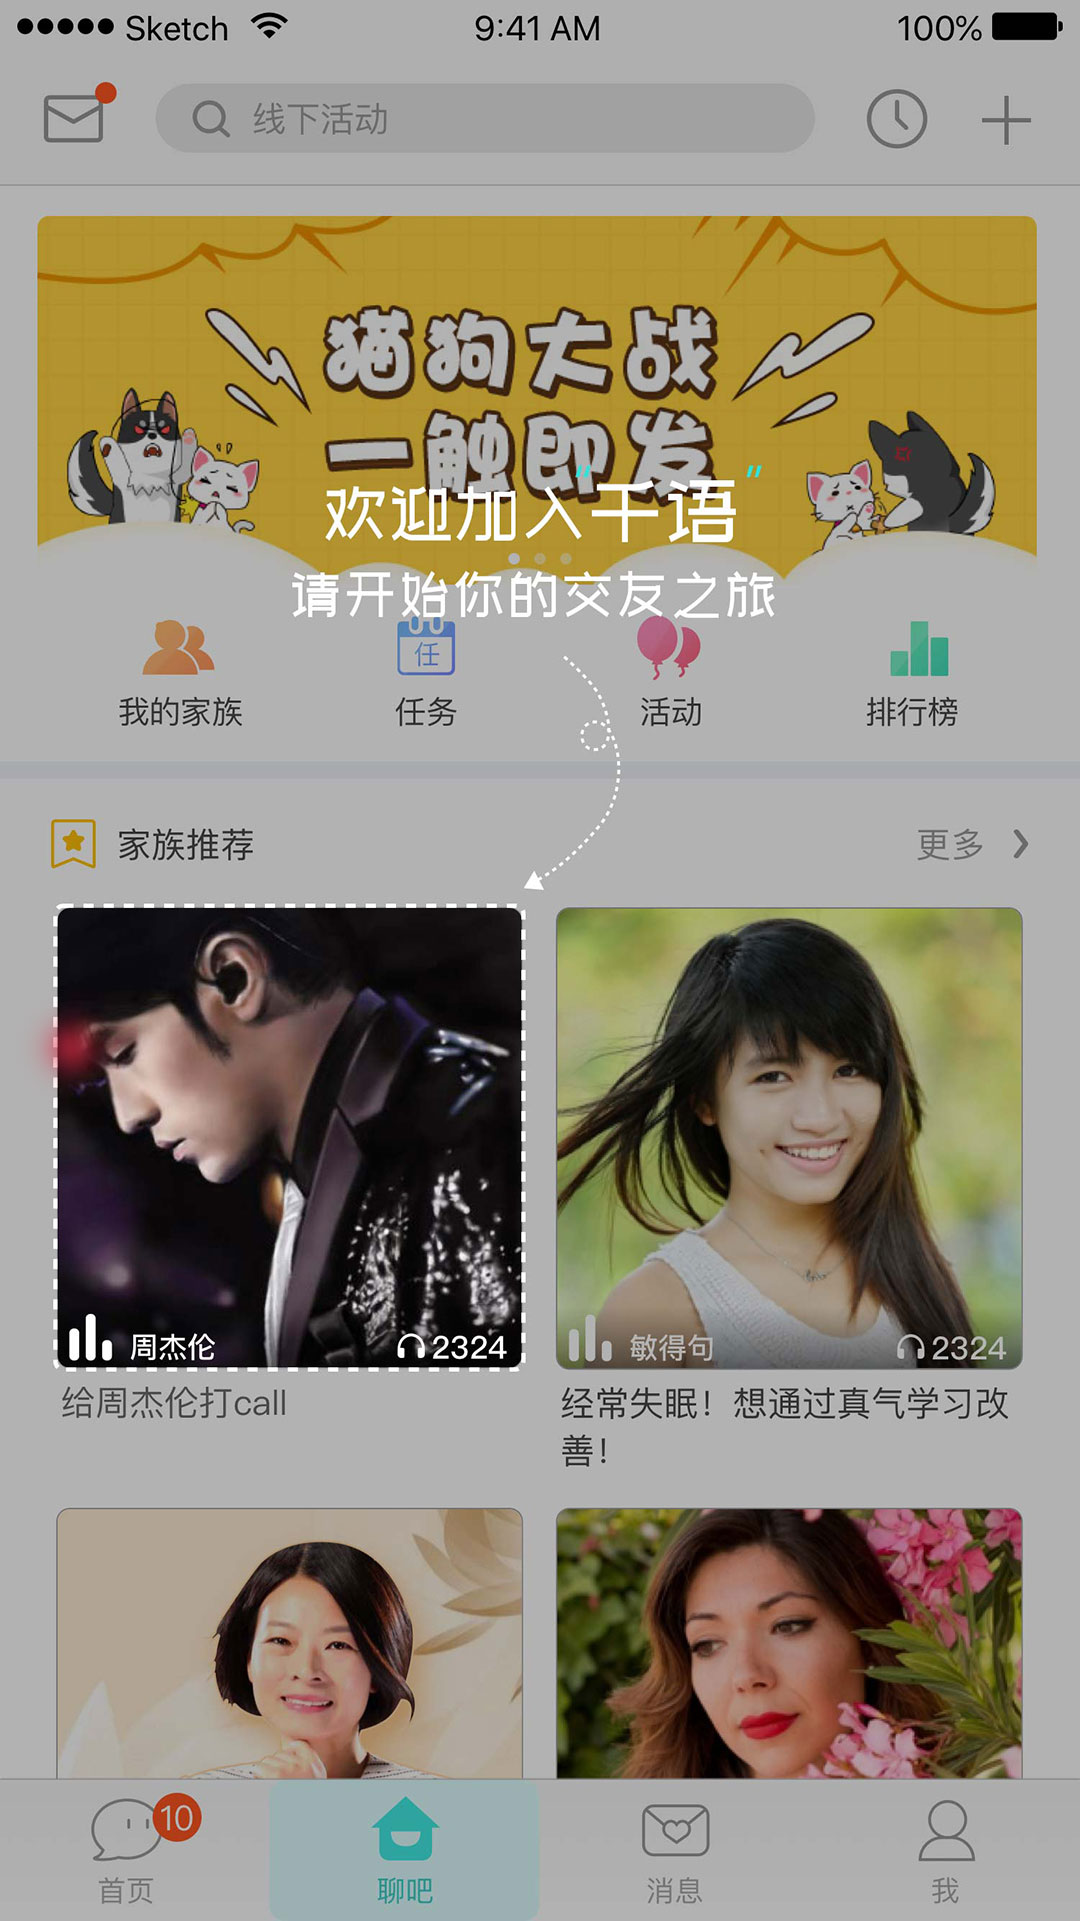 Sketch 9:41 AM 100%
线下活动
猫狗大战
一触即发
欢迎加入“千语”
请开始你的交友之旅
任
我的家族 任务 活动 排行榜
家族推荐 更多
周杰伦 2324 敏得句 2324
给周杰伦打call 经常失眠！想通过真气学习改
善！
10
首页 聊吧 消息 我